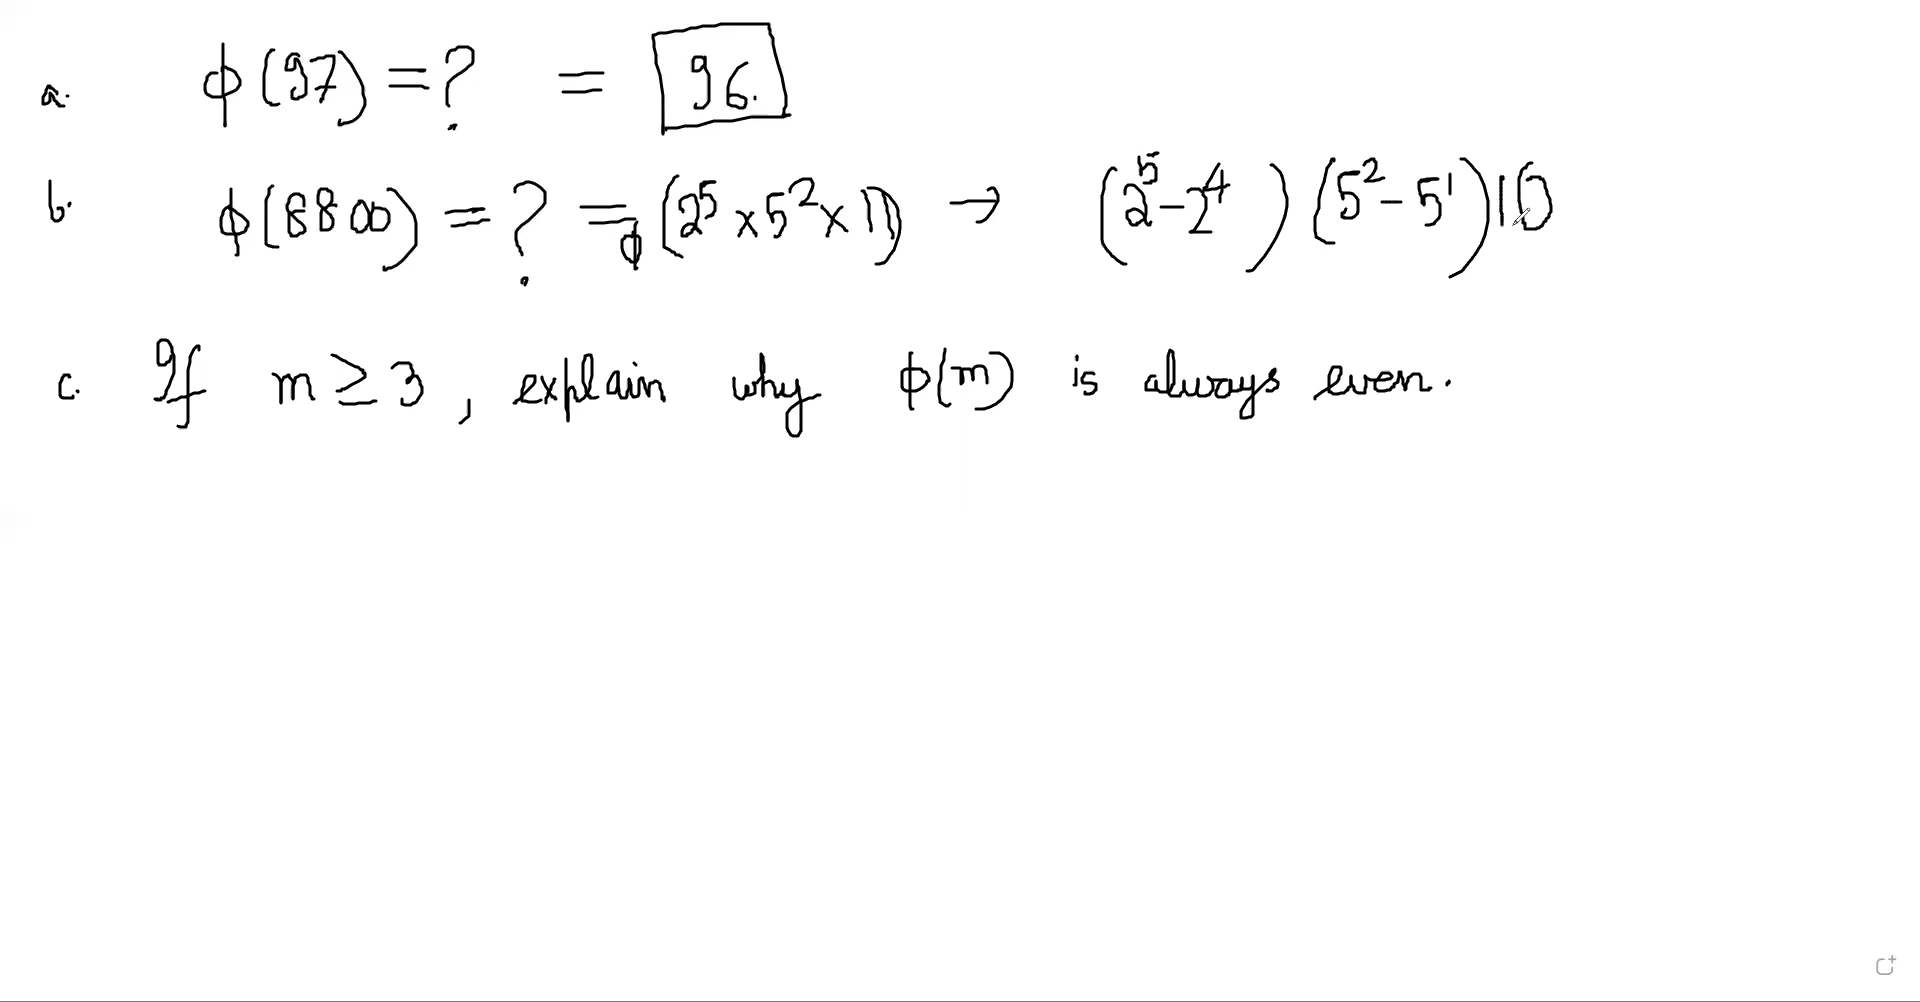 a. ϕ(97) = ? = 96.
b. ϕ(8800) = ? = ϕ(2⁵ × 5² × 11) → (2⁵ - 2⁴)(5² - 5¹)10
c. If m ≥ 3, explain why ϕ(m) is always even.